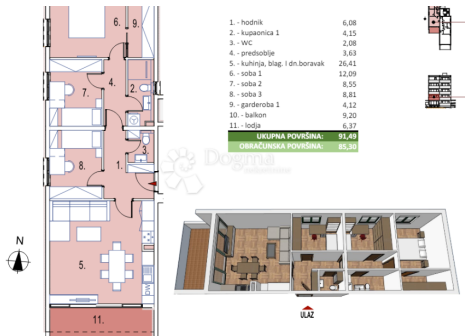 1. - hodnik 6,08
2. - kupaonica 1 4,15
3. - WC 2,08
4. - predsoblje 3,63
5. - kuhinja, blag. I dn.boravak 26,41
6. - soba 1 12,09
7. - soba 2 8,55
8. - soba 3 8,81
9. - garderoba 1 4,12
10. - balkon 9,20
11. - lodja 6,37
UKUPNA POVRŠINA: 91,49
OBRAČUNSKA POVRŠINA: 85,30
6.
9.
4.
2.
7.
3.
8.
1.
5.
DW
11.
N
Dogma
ULAZ